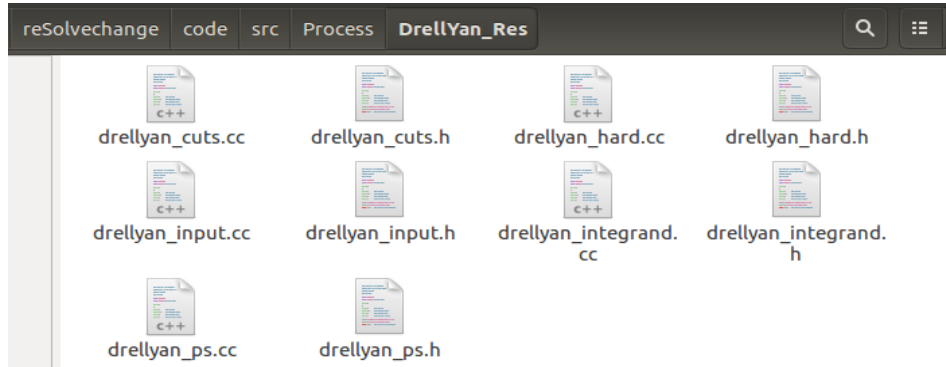 reSolvechange code src Process DrellYan_Res
C++ C++
drellyan_cuts.cc drellyan_cuts.h drellyan_hard.cc drellyan_hard.h
C++ C++
drellyan_input.cc drellyan_input.h drellyan_integrand. drellyan_integrand.
cc h
C++
drellyan_ps.cc drellyan_ps.h